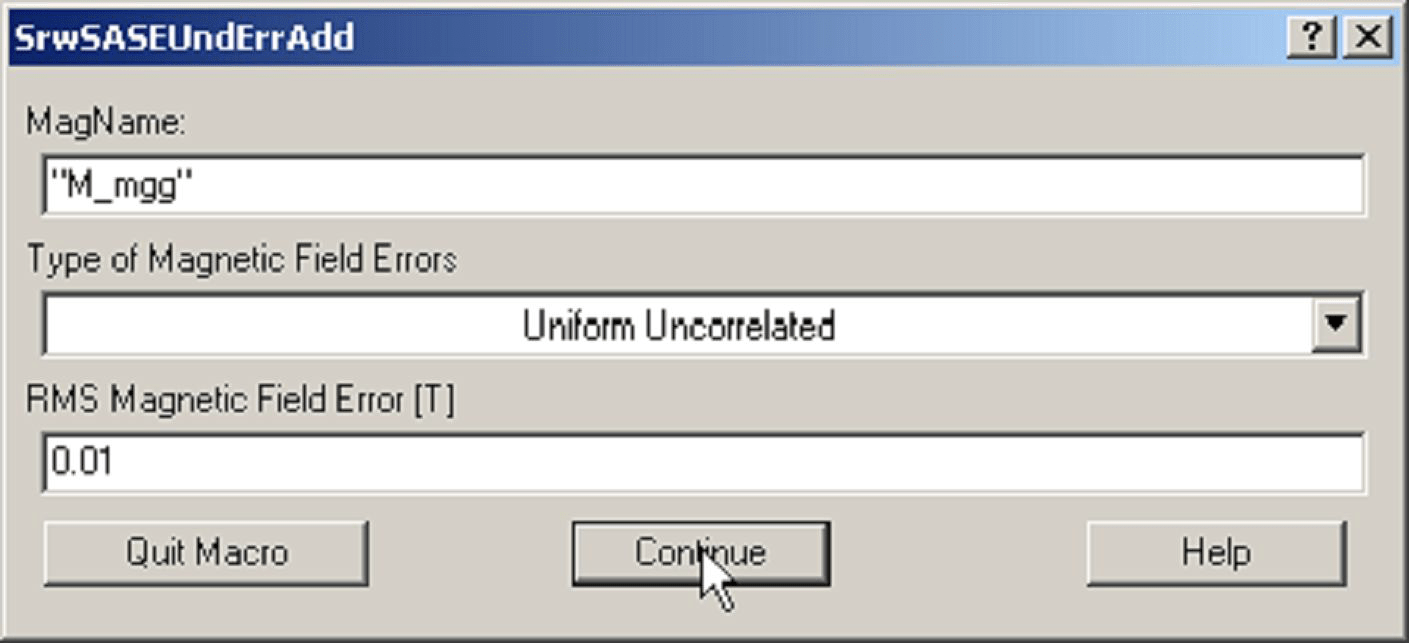 SrwSASEUndErrAdd
MagName:
"M_mgg"
Type of Magnetic Field Errors
Uniform Uncorrelated
RMS Magnetic Field Error [T]
0.01
Quit Macro Continue Help